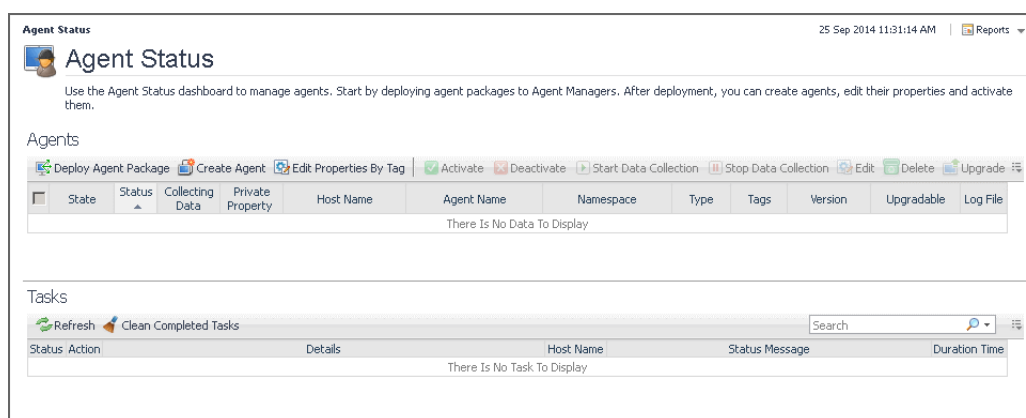 Agent Status
25 Sep 2014 11:31:14 AM
Reports
Agent Status
Use the Agent Status dashboard to manage agents. Start by deploying agent packages to Agent Managers. After deployment, you can create agents, edit their properties and activate
them.
Agents
Deploy Agent Package Create Agent Edit Properties By Tag Activate Deactivate Start Data Collection Stop Data Collection Edit Delete Upgrade
State Status Collecting Data Private Property Host Name Agent Name Namespace Type Tags Version Upgradable Log File
There Is No Data To Display
Tasks
Refresh Clean Completed Tasks Search
Status Action Details Host Name Status Message Duration Time
There Is No Task To Display